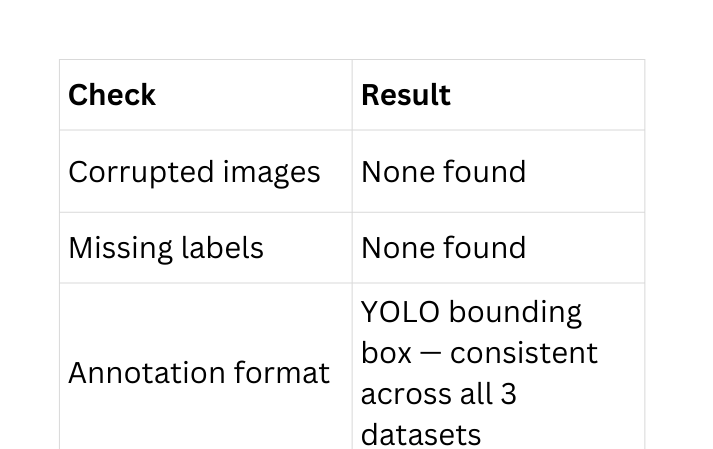 Check Result
Corrupted images None found
Missing labels None found
Annotation format YOLO bounding
box — consistent
across all 3
datasets